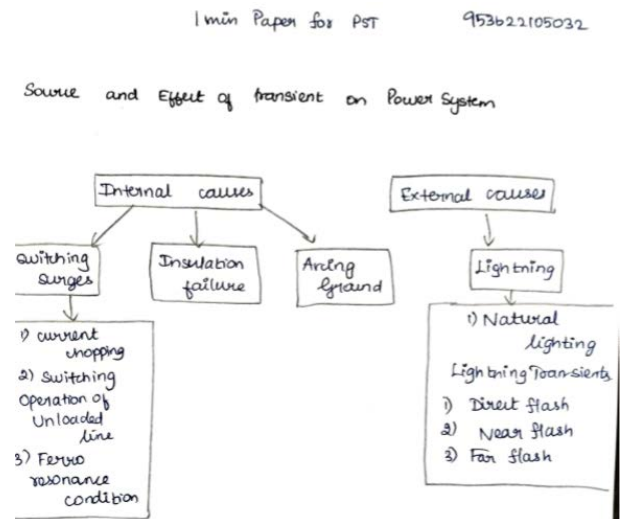 1 min Paper for PST 953622105032
Source and Effect of transient on Power System
Internal causes
External causes
Switching
surges
Insulation
failure
Arcing
Ground
Lightning
1) current
chopping
2) Switching
Operation of
Unloaded
line
3) Ferro
resonance
condition
1) Natural
lighting
Lightning Transients
1) Direct flash
2) Near flash
3) Far flash